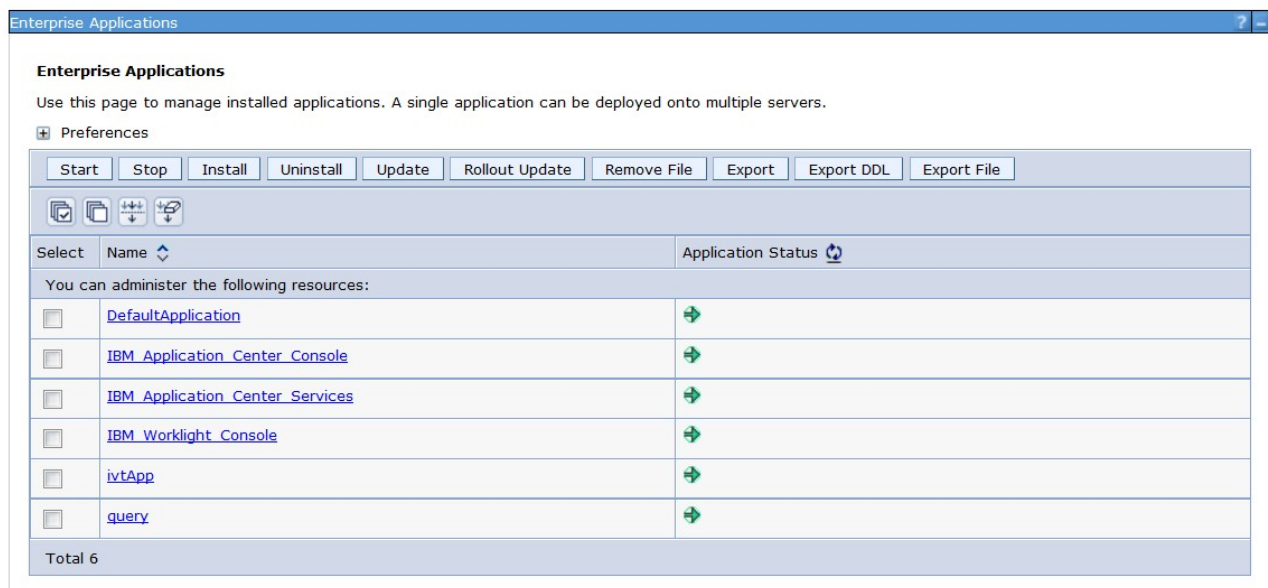 Enterprise Applications
?
Enterprise Applications
Use this page to manage installed applications. A single application can be deployed onto multiple servers.
Preferences
Start Stop Install Uninstall Update Rollout Update Remove File Export Export DDL Export File
Select Name Application Status
You can administer the following resources:
DefaultApplication
IBM_Application_Center_Console
IBM_Application_Center_Services
IBM_Worklight_Console
ivtApp
query
Total 6